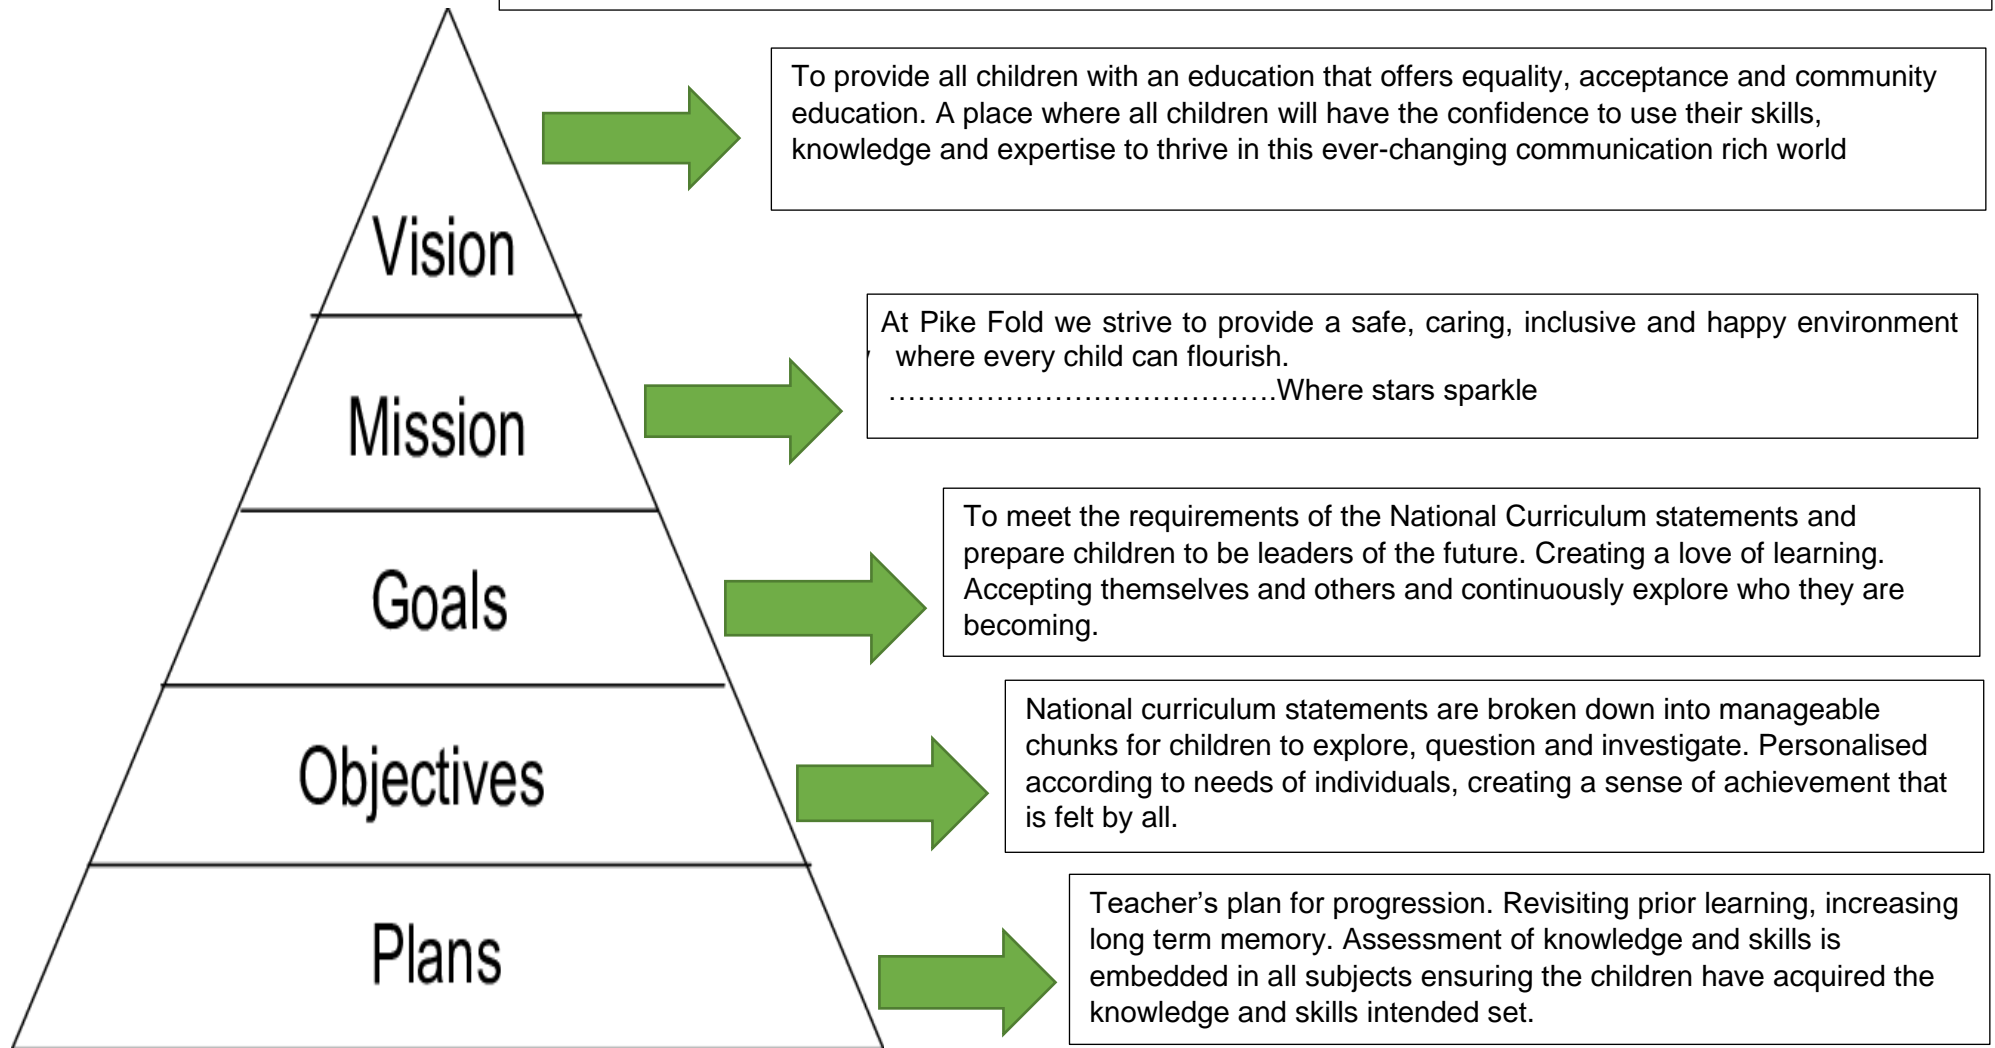 To provide all children with an education that offers equality, acceptance and community
education. A place where all children will have the confidence to use their skills,
knowledge and expertise to thrive in this ever-changing communication rich world
Vision
At Pike Fold we strive to provide a safe, caring, inclusive and happy environment
where every child can flourish.
…………………………………….Where stars sparkle
Mission
To meet the requirements of the National Curriculum statements and
prepare children to be leaders of the future. Creating a love of learning.
Accepting themselves and others and continuously explore who they are
becoming.
Goals
National curriculum statements are broken down into manageable
chunks for children to explore, question and investigate. Personalised
according to needs of individuals, creating a sense of achievement that
is felt by all.
Objectives
Teacher’s plan for progression. Revisiting prior learning, increasing
long term memory. Assessment of knowledge and skills is
embedded in all subjects ensuring the children have acquired the
knowledge and skills intended set.
Plans